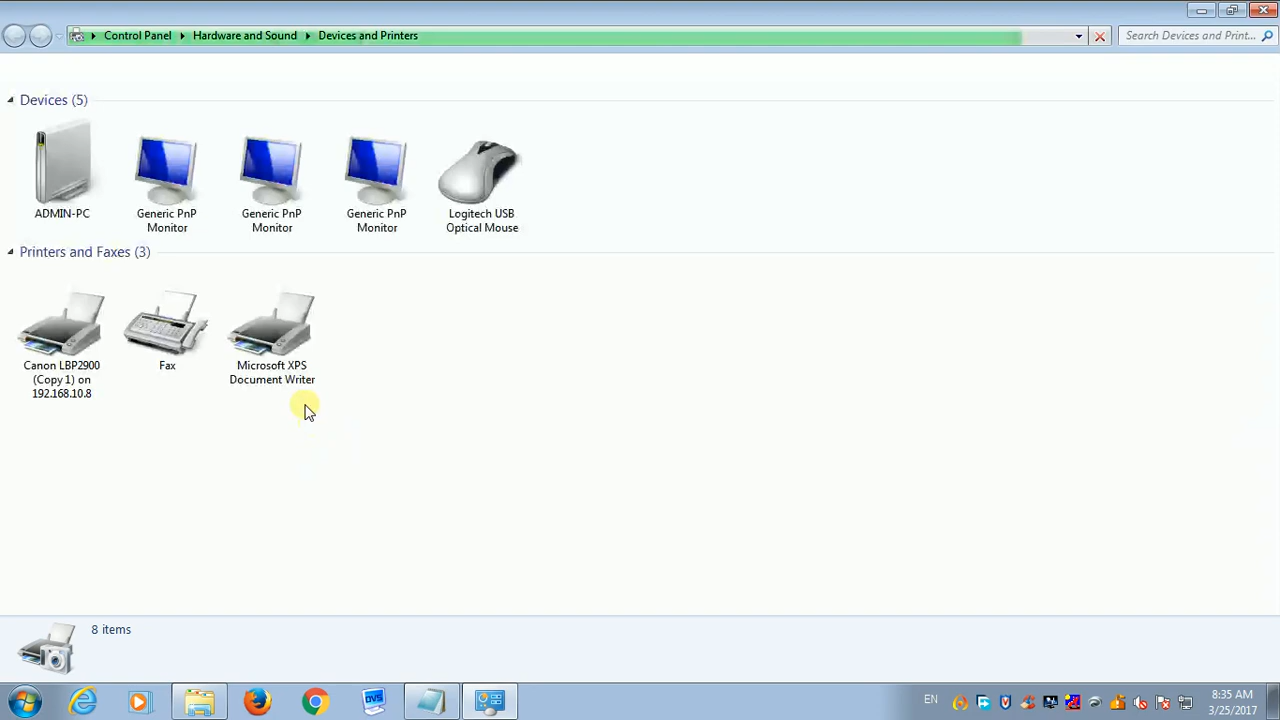 Control Panel Hardware and Sound Devices and Printers
Search Devices and Print...
Devices (5)
ADMIN-PC
Generic PnP
Monitor
Generic PnP
Monitor
Generic PnP
Monitor
Logitech USB
Optical Mouse
Printers and Faxes (3)
Canon LBP2900
(Copy 1) on
192.168.10.8
Fax
Microsoft XPS
Document Writer
8 items
DVS
EN
8:35 AM
3/25/2017